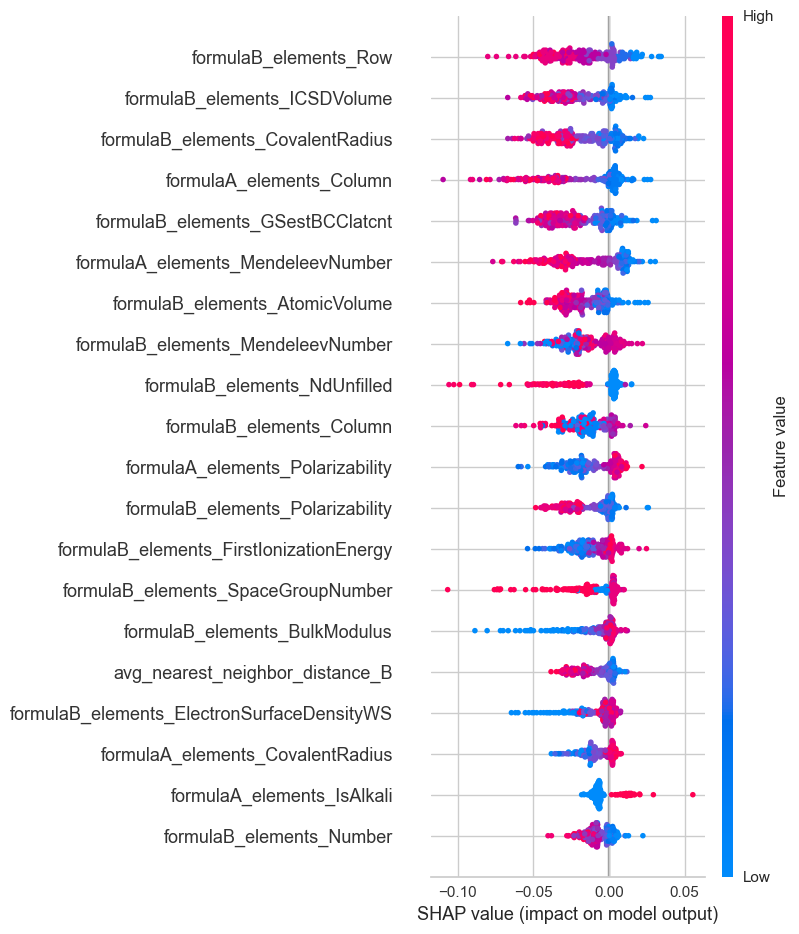 High
formulaB_elements_Row
formulaB_elements_ICSDVolume
formulaB_elements_CovalentRadius
formulaA_elements_Column
formulaB_elements_GSestBCClatcnt
formulaA_elements_MendeleevNumber
formulaB_elements_AtomicVolume
formulaB_elements_MendeleevNumber
formulaB_elements_NdUnfilled
formulaB_elements_Column
formulaA_elements_Polarizability
formulaB_elements_Polarizability
formulaB_elements_FirstIonizationEnergy
formulaB_elements_SpaceGroupNumber
formulaB_elements_BulkModulus
avg_nearest_neighbor_distance_B
formulaB_elements_ElectronSurfaceDensityWS
formulaA_elements_CovalentRadius
formulaA_elements_IsAlkali
formulaB_elements_Number
Feature value
Low
−0.10 −0.05 0.00 0.05
SHAP value (impact on model output)